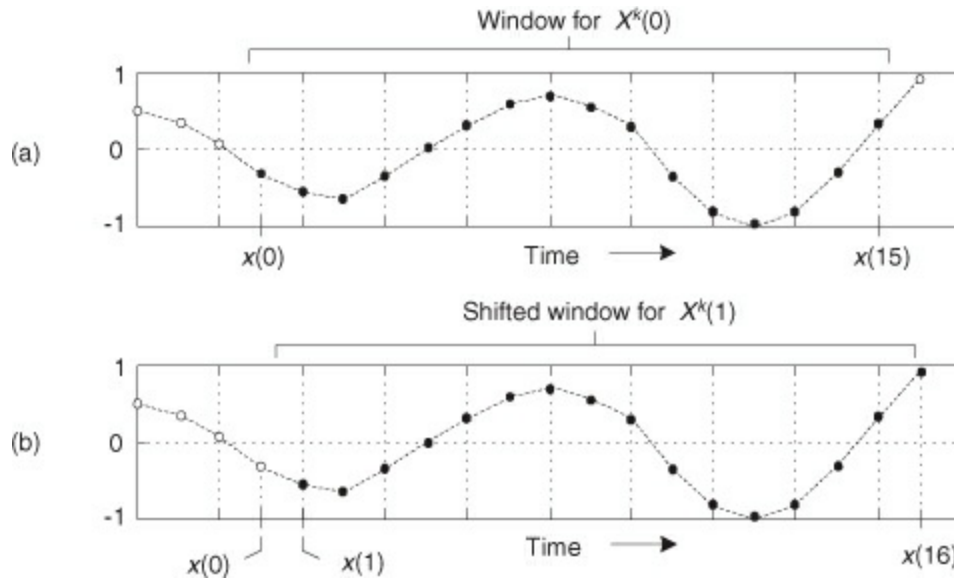 Window for X^k(0)
(a)
1
0
-1
x(0)
Time
x(15)
Shifted window for X^k(1)
(b)
1
0
-1
x(0)
x(1)
Time
x(16)